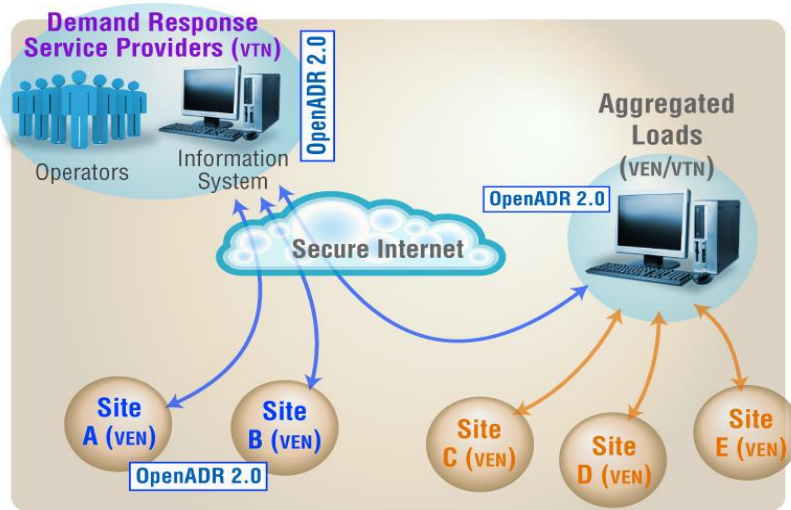 Demand Response
Service Providers (VTN)
OpenADR 2.0
Operators
Information
System
Aggregated
Loads
(VEN/VTN)
OpenADR 2.0
Secure Internet
Site
A (VEN)
Site
B (VEN)
OpenADR 2.0
Site
C (VEN)
Site
D (VEN)
Site
E (VEN)